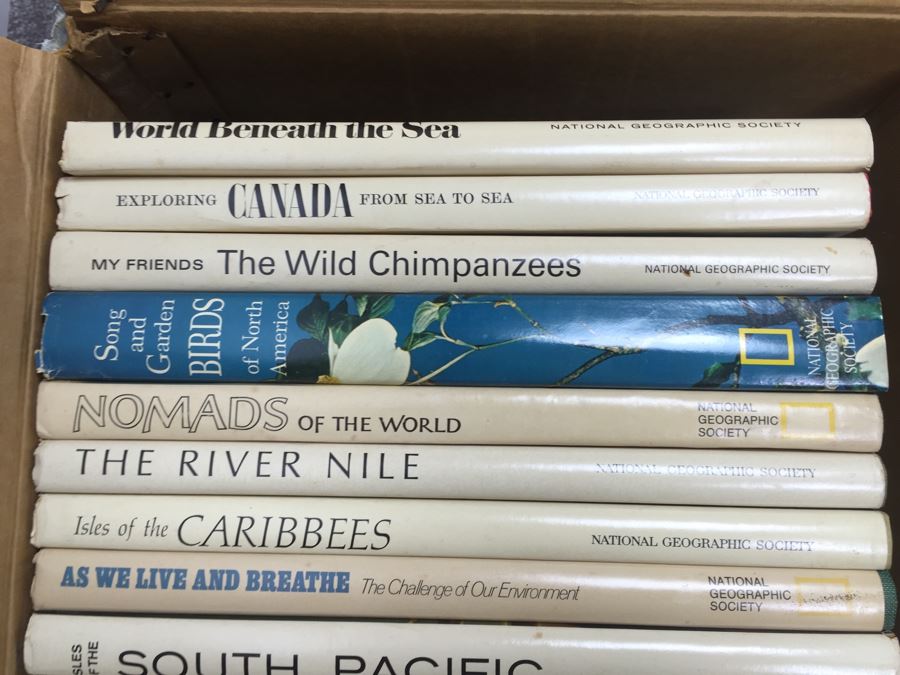 World Beneath the Sea NATIONAL GEOGRAPHIC SOCIETY
EXPLORING CANADA FROM SEA TO SEA NATIONAL GEOGRAPHIC SOCIETY
MY FRIENDS The Wild Chimpanzees NATIONAL GEOGRAPHIC SOCIETY
Song
and
Garden
BIRDS
of North
America
NATIONAL
GEOGRAPHIC
SOCIETY
NOMADS OF THE WORLD
NATIONAL
GEOGRAPHIC
SOCIETY
THE RIVER NILE NATIONAL GEOGRAPHIC SOCIETY
Isles of the CARIBBEES NATIONAL GEOGRAPHIC SOCIETY
AS WE LIVE AND BREATHE The Challenge of Our Environment
NATIONAL
GEOGRAPHIC
SOCIETY
ISLES
OF THE
SOUTH PACIFIC